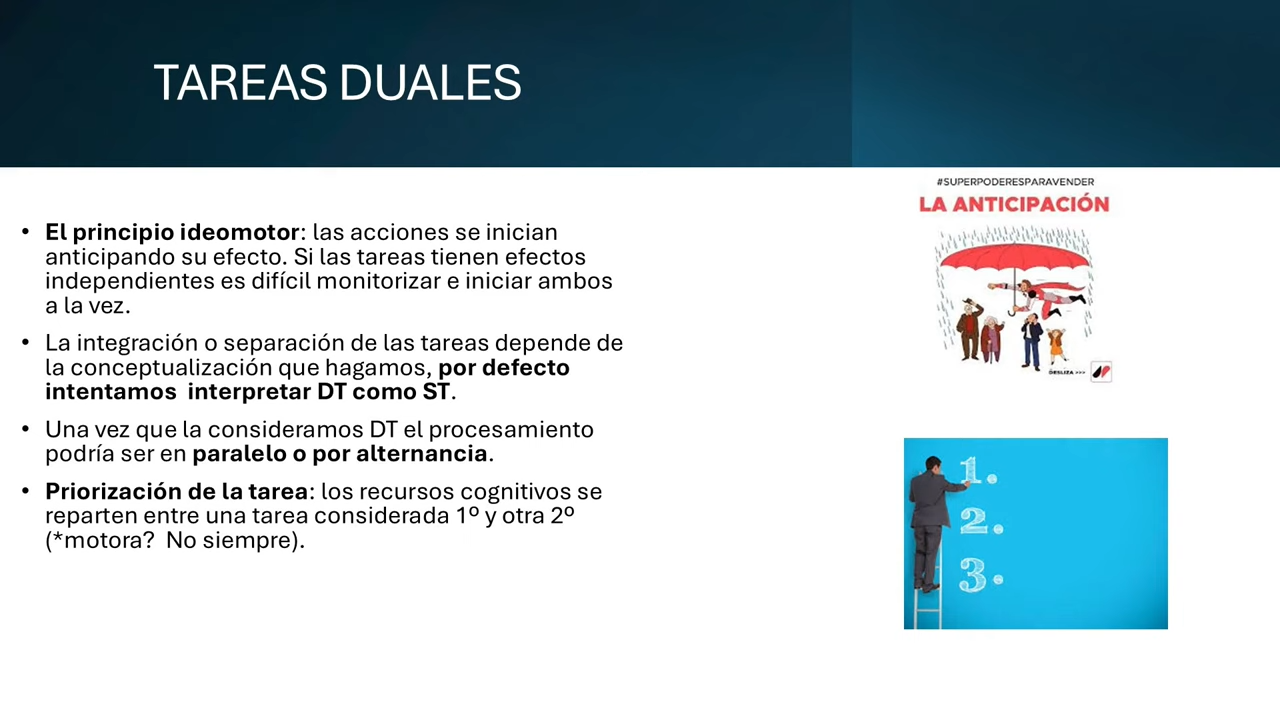 TAREAS DUALES
• El principio ideomotor: las acciones se inician
anticipando su efecto. Si las tareas tienen efectos
independientes es difícil monitorizar e iniciar ambos
a la vez.
• La integración o separación de las tareas depende de
la conceptualización que hagamos, por defecto
intentamos  interpretar DT como ST.
• Una vez que la consideramos DT el procesamiento
podría ser en paralelo o por alternancia.
• Priorización de la tarea: los recursos cognitivos se
reparten entre una tarea considerada 1º y otra 2º
(*motora?  No siempre).
#SUPERPODERESPARAVENDER
LA ANTICIPACIÓN
DESLIZA >>>
1.
2.
3.